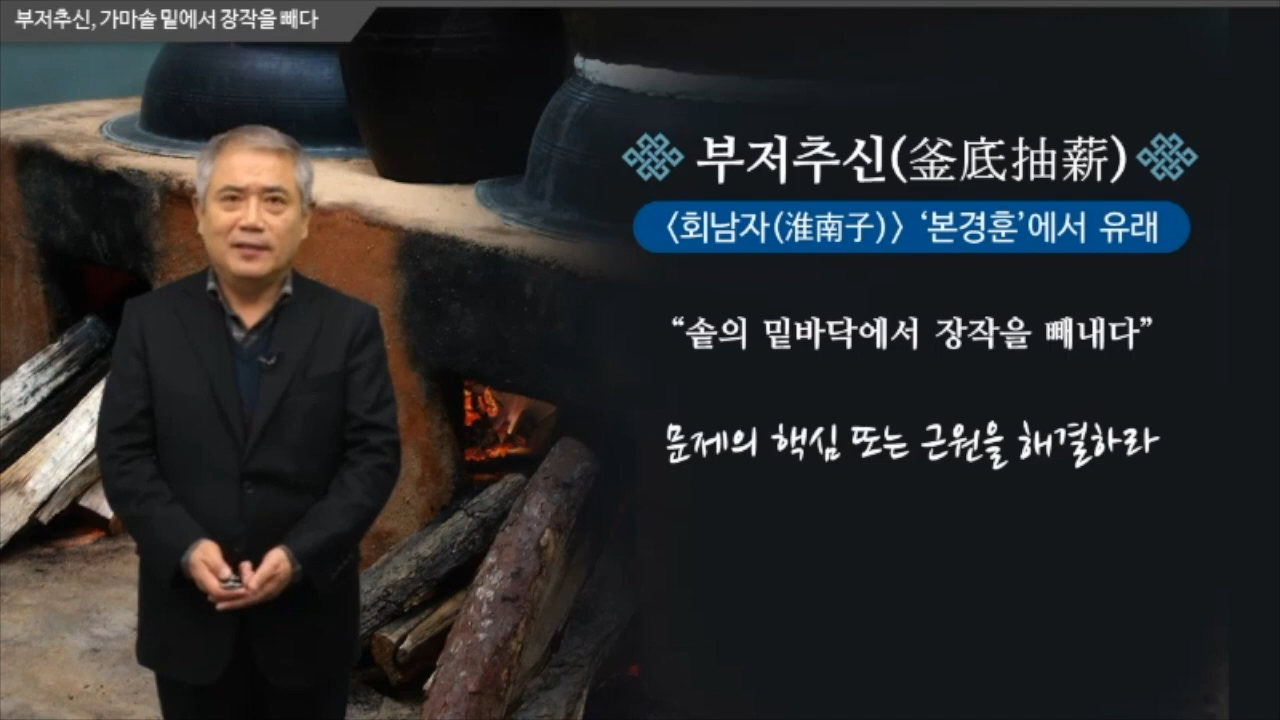 부저추신, 가마솥 밑에서 장작을 빼다
부저추신(釜底抽薪)
〈회남자(淮南子)〉 ‘본경훈’에서 유래
“솥의 밑바닥에서 장작을 빼내다”
문제의 핵심 또는 근원을 해결하라